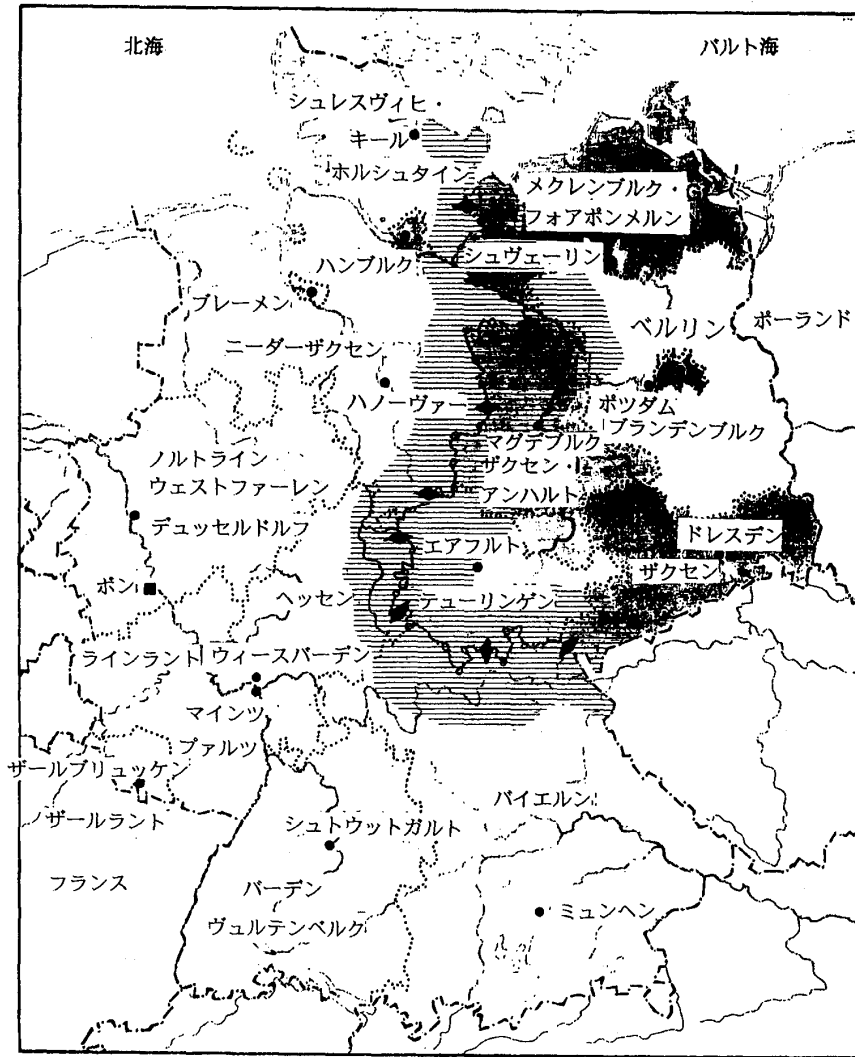 北海
バルト海
シュレスヴィヒ・
キール
ホルシュタイン
メクレンブルク・
フォアポンメルン
ハンブルク
シュヴェーリン
ブレーメン
ベルリン
ポーランド
ニーダーザクセン
ハノーヴァー
ポツダム
ブランデンブルク
マグデブルク
ザクセン・
アンハルト
ノルトライン
ウェストファーレン
デュッセルドルフ
ドレスデン
エアフルト
ザクセン
ボン
ヘッセン
テューリンゲン
ラインラント
ウィースバーデン
マインツ
プァルツ
ザールブリュッケン
バイエルン
ザールラント
シュトウットガルト
フランス
バーデン
ヴュルテンベルク
ミュンヘン